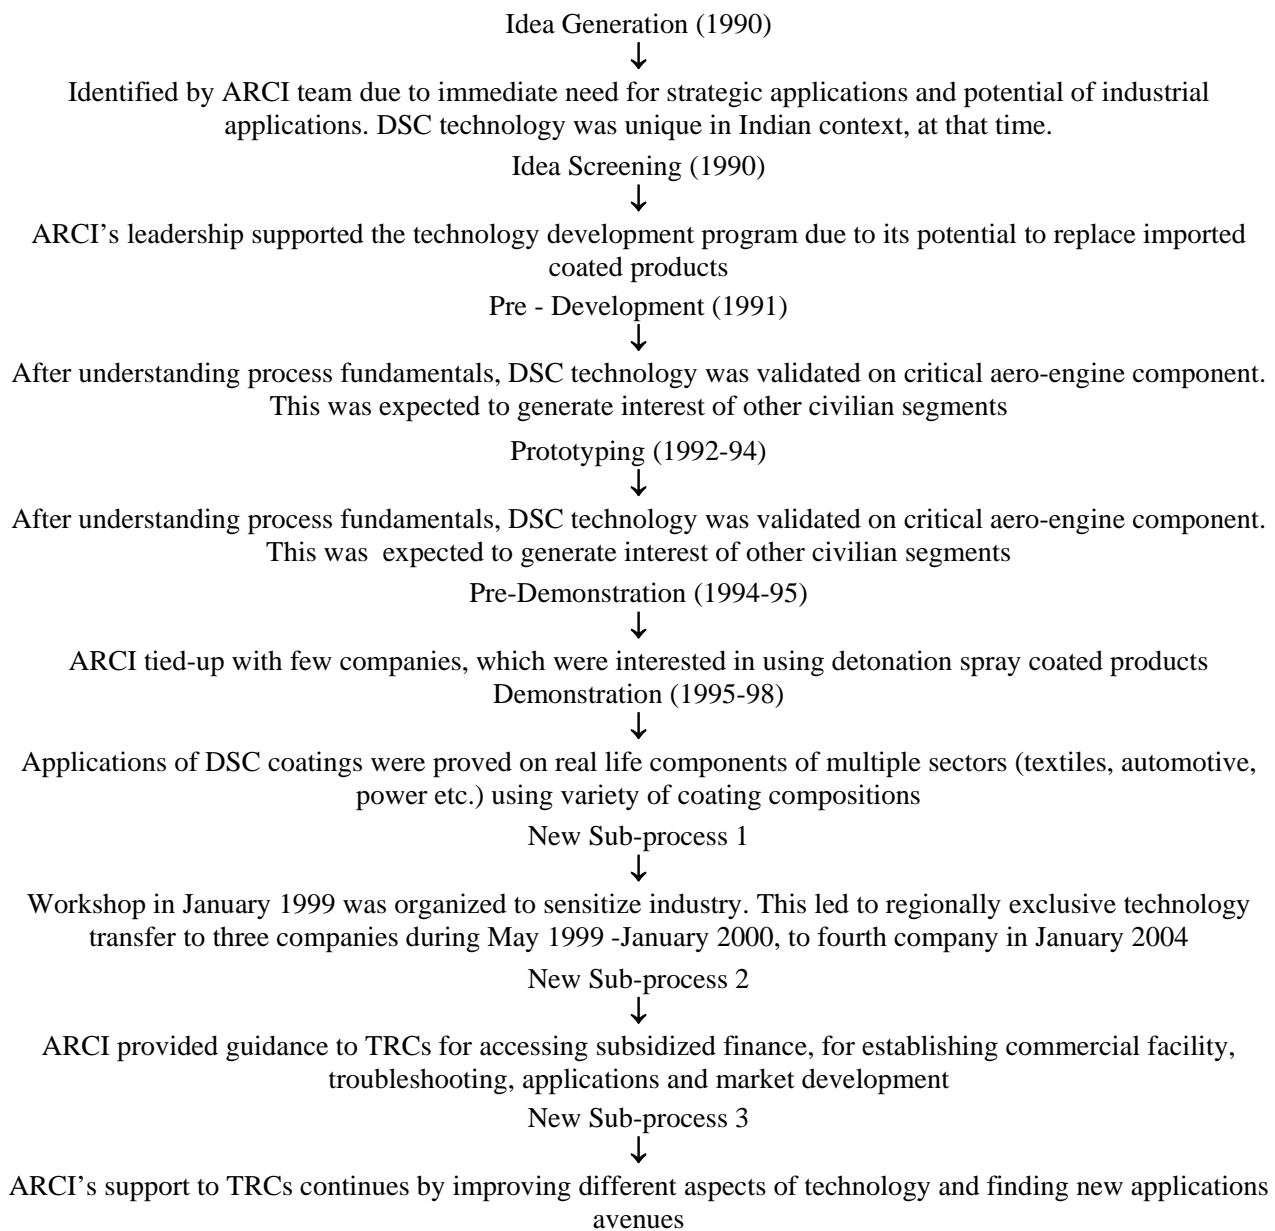 Idea Generation (1990)
↓
Identified by ARCI team due to immediate need for strategic applications and potential of industrial
applications. DSC technology was unique in Indian context, at that time.
Idea Screening (1990)
↓
ARCI's leadership supported the technology development program due to its potential to replace imported
coated products
Pre - Development (1991)
↓
After understanding process fundamentals, DSC technology was validated on critical aero-engine component.
This was expected to generate interest of other civilian segments
Prototyping (1992-94)
↓
After understanding process fundamentals, DSC technology was validated on critical aero-engine component.
This was expected to generate interest of other civilian segments
Pre-Demonstration (1994-95)
↓
ARCI tied-up with few companies, which were interested in using detonation spray coated products
Demonstration (1995-98)
↓
Applications of DSC coatings were proved on real life components of multiple sectors (textiles, automotive,
power etc.) using variety of coating compositions
New Sub-process 1
↓
Workshop in January 1999 was organized to sensitize industry. This led to regionally exclusive technology
transfer to three companies during May 1999 -January 2000, to fourth company in January 2004
New Sub-process 2
↓
ARCI provided guidance to TRCs for accessing subsidized finance, for establishing commercial facility,
troubleshooting, applications and market development
New Sub-process 3
↓
ARCI's support to TRCs continues by improving different aspects of technology and finding new applications
avenues